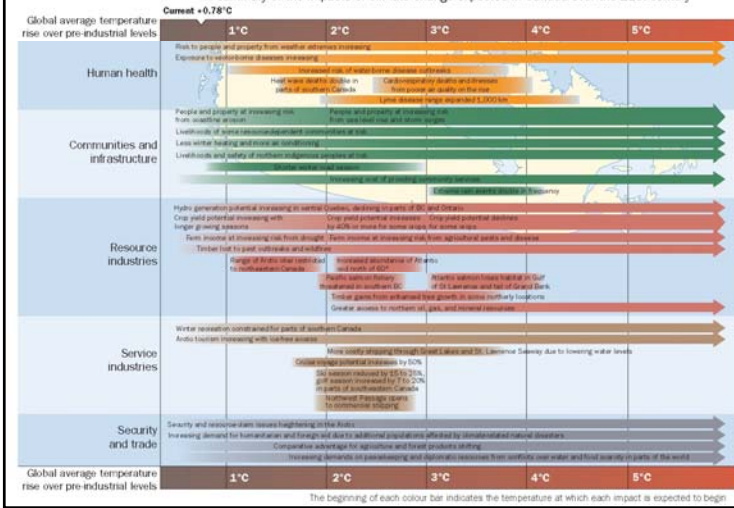 Current +0.78°C
Global average temperature
rise over pre-industrial levels
1°C 2°C 3°C 4°C 5°C
Human health
Risk to people and property from weather extremes increasing
Exposure to vector-borne diseases increasing
Increased risk of water-borne disease outbreaks
Heat wave deaths double in
parts of southern Canada
Cardiorespiratory deaths and illnesses
from poor air quality on the rise
Lyme disease range expanded 1,000 km
Communities and
infrastructure
People and property at increasing risk
from coastline erosion
People and property at increasing risk
from sea level rise and storm surges
Livelihoods of some resource-dependent communities at risk
Less winter heating and more air conditioning
Livelihoods and safety of northern indigenous peoples at risk
Shorter winter road season
Increasing cost of providing community services
Extreme rain events double in frequency
Resource
industries
Hydro generation potential increasing in central Quebec, declining in parts of BC and Ontario
Crop yield potential increasing with
longer growing seasons
Crop yield potential increases
by 40% or more for some crops
Crop yield potential declines
for some crops
Farm income at increasing risk from drought
Farm income at increasing risk from agricultural pests and disease
Timber lost to pest outbreaks and wildfires
Range of Arctic char restricted
to northeastern Canada
Increased abundance of Atlantic
cod north of 60°
Pacific salmon fishery
threatened in southern BC
Atlantic salmon loses habitat in Gulf
of St Lawrence and tail of Grand Bank
Timber gains from enhanced tree growth in some northerly locations
Greater access to northern oil, gas, and mineral resources
Service
industries
Winter recreation constrained for parts of southern Canada
Arctic tourism increasing with ice-free access
More costly shipping through Great Lakes and St. Lawrence Seaway due to lowering water levels
Cruise voyage potential increases by 50%
Ski season reduced by 15 to 25%,
golf season increased by 7 to 20%
in parts of southeastern Canada
Northwest Passage opens
to commercial shipping
Security
and trade
Security and resource-claim issues heightening in the Arctic
Increasing demand for humanitarian and foreign aid due to additional populations affected by climate-related natural disasters
Comparative advantage for agriculture and forest products shifting
Increasing demands on peacekeeping and diplomatic resources from conflicts over water and food scarcity in parts of the world
Global average temperature
rise over pre-industrial levels
1°C 2°C 3°C 4°C 5°C
The beginning of each colour bar indicates the temperature at which each impact is expected to begin